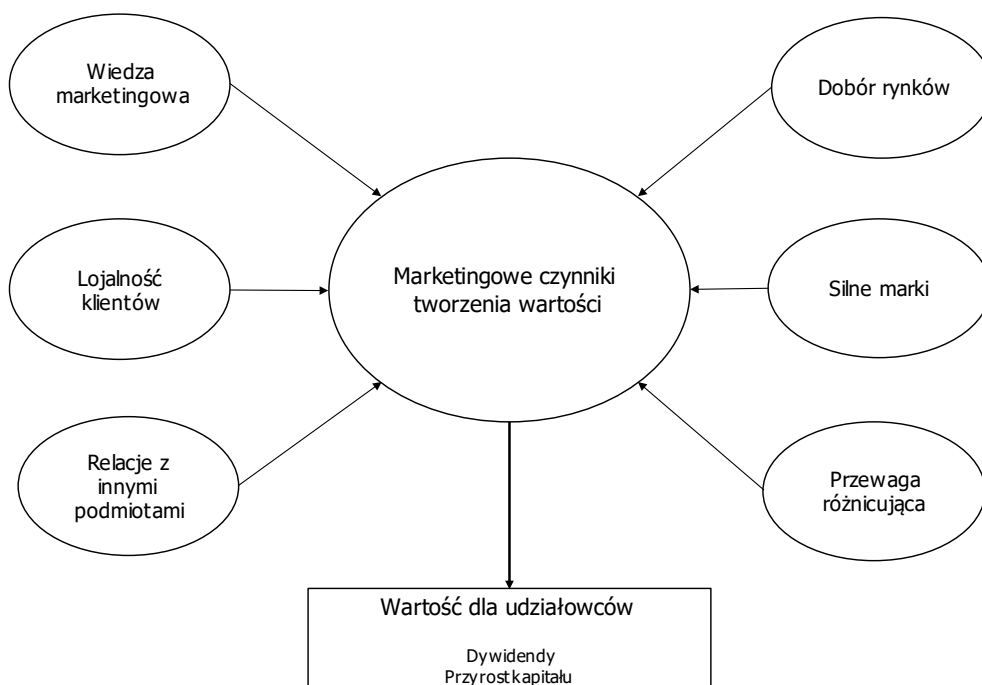 Wiedza
marketingowa
Dobór rynków
Lojalność
klientów
Marketingowe czynniki
tworzenia wartości
Silne marki
Relacje z
innymi
podmiotami
Przewaga
różnicująca
Wartość dla udziałowców
Dywidendy
Przyrost kapitału